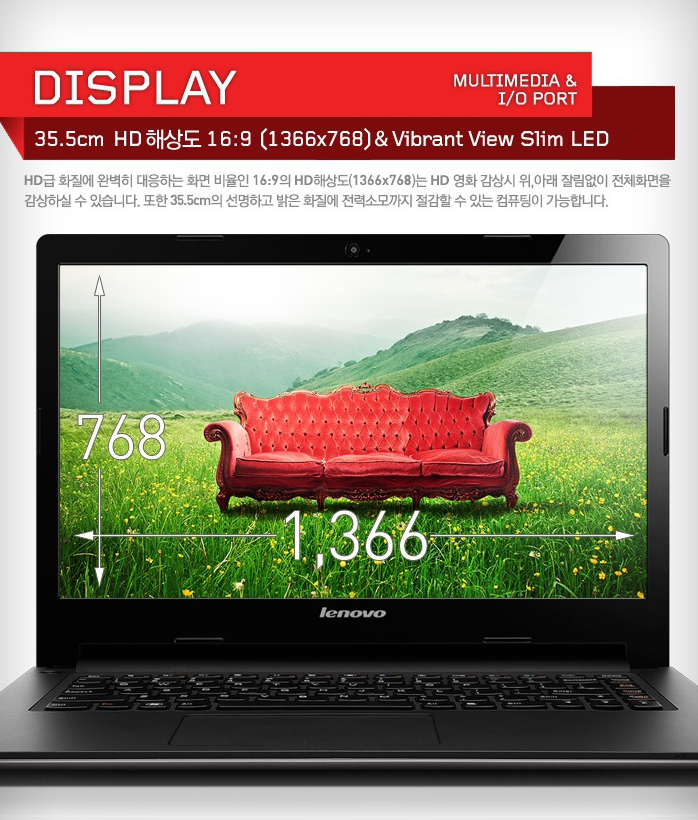 DISPLAY
MULTIMEDIA &
I/O PORT
35.5cm HD해상도 16:9 (1366x768) & Vibrant View Slim LED
HD급 화질에 완벽히 대응하는 화면 비율인 16:9의 HD해상도(1366x768)는 HD 영화 감상시 위,아래 잘림없이 전체화면을
감상하실 수 있습니다. 또한 35.5cm의 선명하고 밝은 화질에 전력소모까지 절감할 수 있는 컴퓨팅이 가능합니다.
768
1,366
lenovo